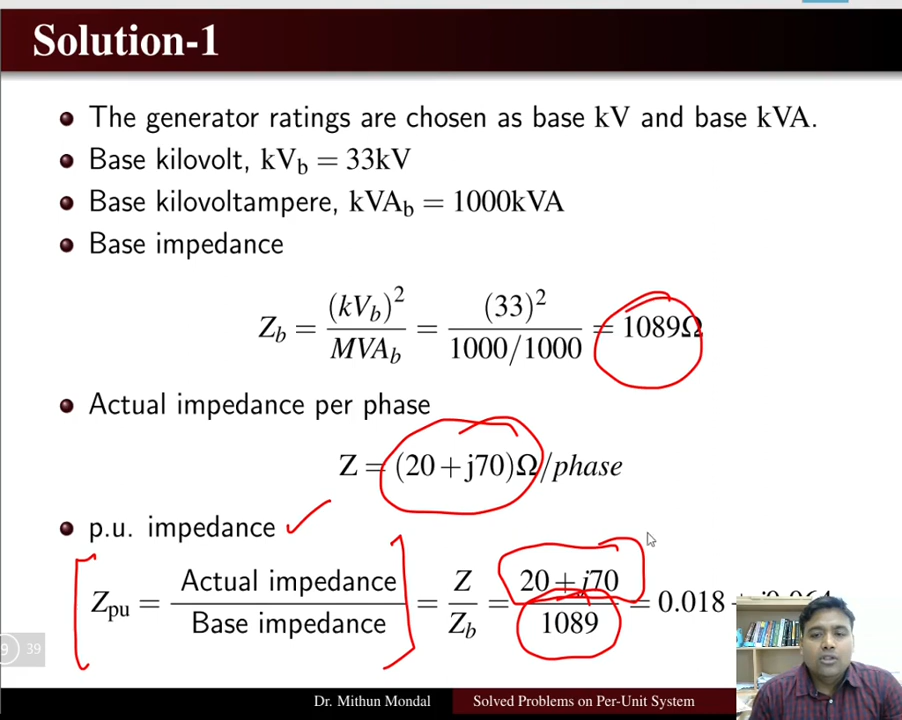 Solution-1
The generator ratings are chosen as base kV and base kVA.
Base kilovolt, kV_b = 33kV
Base kilovoltampere, kVA_b = 1000kVA
Base impedance
Z_b = (kV_b)^2 / MVA_b = (33)^2 / 1000/1000 = 1089Ω
Actual impedance per phase
Z = (20+j70)Ω/phase
p.u. impedance
Z_pu = Actual impedance / Base impedance = Z / Z_b = 20+j70 / 1089 = 0.018
9 39
Dr. Mithun Mondal Solved Problems on Per-Unit System